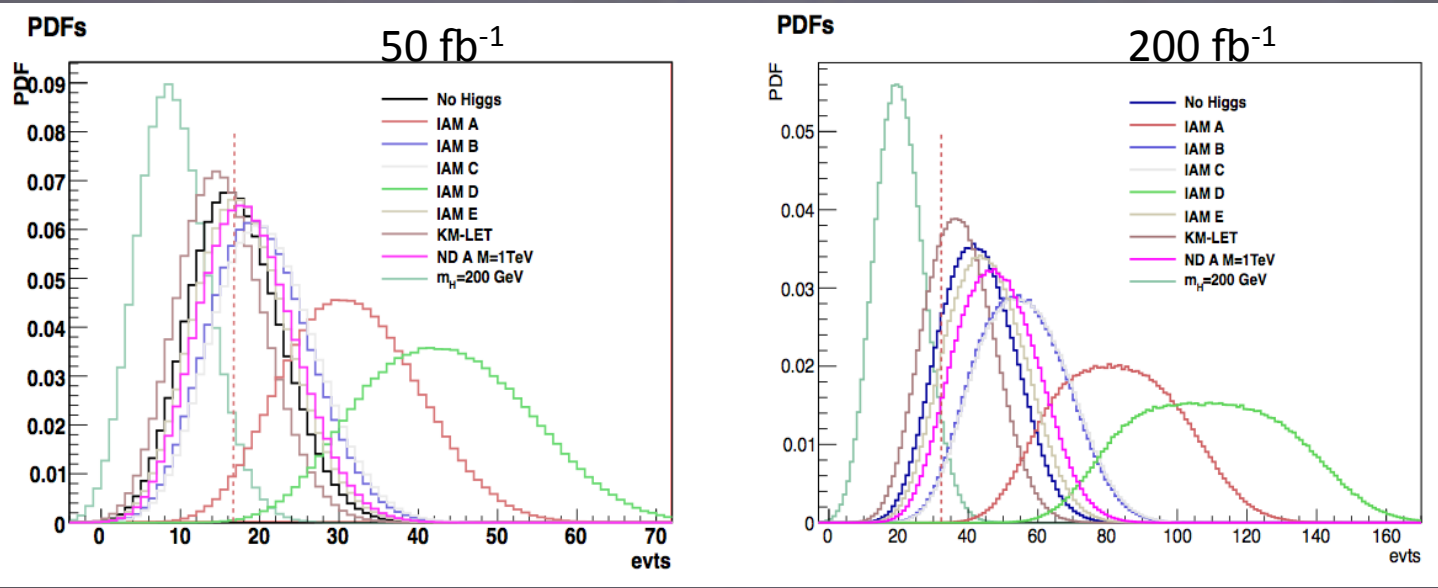 PDFs
50 fb-1
PDF
0.09
0.08
0.07
0.06
0.05
0.04
0.03
0.02
0.01
0
No Higgs
IAM A
IAM B
IAM C
IAM D
IAM E
KM-LET
ND A M=1TeV
mH=200 GeV
0 10 20 30 40 50 60 70
evts
PDFs
200 fb-1
PDF
0.05
0.04
0.03
0.02
0.01
0
No Higgs
IAM A
IAM B
IAM C
IAM D
IAM E
KM-LET
ND A M=1TeV
mH=200 GeV
0 20 40 60 80 100 120 140 160
evts